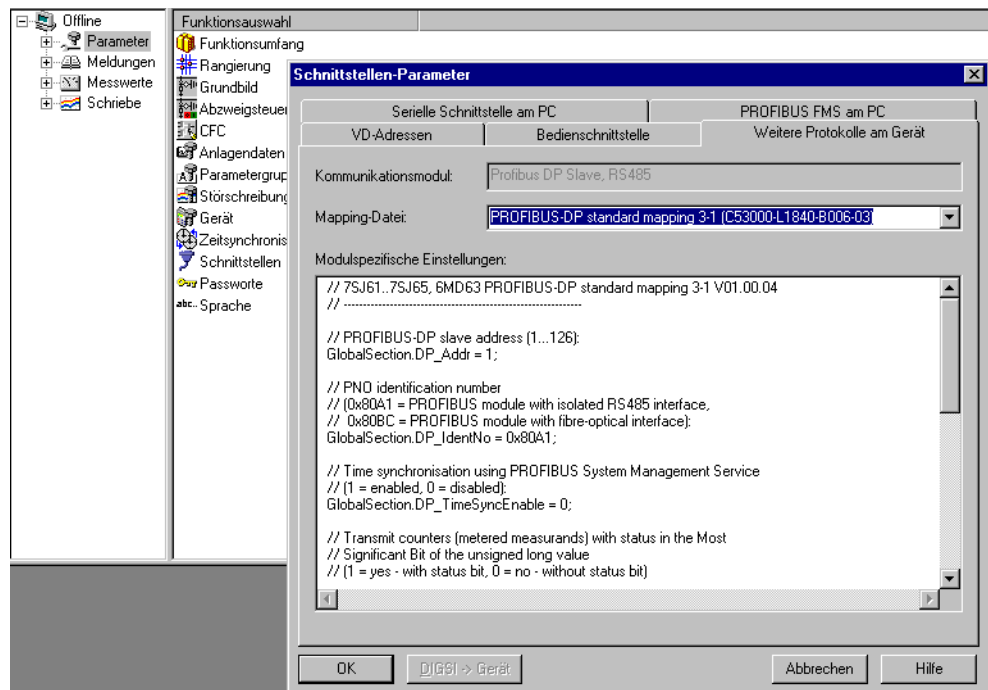 Offline
Parameter
Meldungen
Messwerte
Schriebe
Funktionsauswahl
Funktionsumfang
Rangierung
Grundbild
Abzweigsteuer
CFC
Anlagendaten
Parametergrup
Störschreibung
Gerät
Zeitsynchronis
Schnittstellen
Passworte
abc.. Sprache
Schnittstellen-Parameter
Serielle Schnittstelle am PC
PROFIBUS FMS am PC
VD-Adressen
Bedienschnittstelle
Weitere Protokolle am Gerät
Kommunikationsmodul:
Profibus DP Slave, RS485
Mapping-Datei:
PROFIBUS-DP standard mapping 3-1 (C53000-L1840-B006-03)
Modulspezifische Einstellungen:
// 7SJ61..7SJ65, 6MD63 PROFIBUS-DP standard mapping 3-1 V01.00.04
// -------------------------------------------------------------
// PROFIBUS-DP slave address (1...126):
GlobalSection.DP_Addr = 1;
// PNO identification number
// (0x80A1 = PROFIBUS module with isolated RS485 interface,
// 0x80BC = PROFIBUS module with fibre-optical interface):
GlobalSection.DP_IdentNo = 0x80A1;
// Time synchronisation using PROFIBUS System Management Service
// (1 = enabled, 0 = disabled):
GlobalSection.DP_TimeSyncEnable = 0;
// Transmit counters (metered measurands) with status in the Most
// Significant Bit of the unsigned long value
// (1 = yes - with status bit, 0 = no - without status bit)
OK
DIGSI -> Gerät
Abbrechen
Hilfe